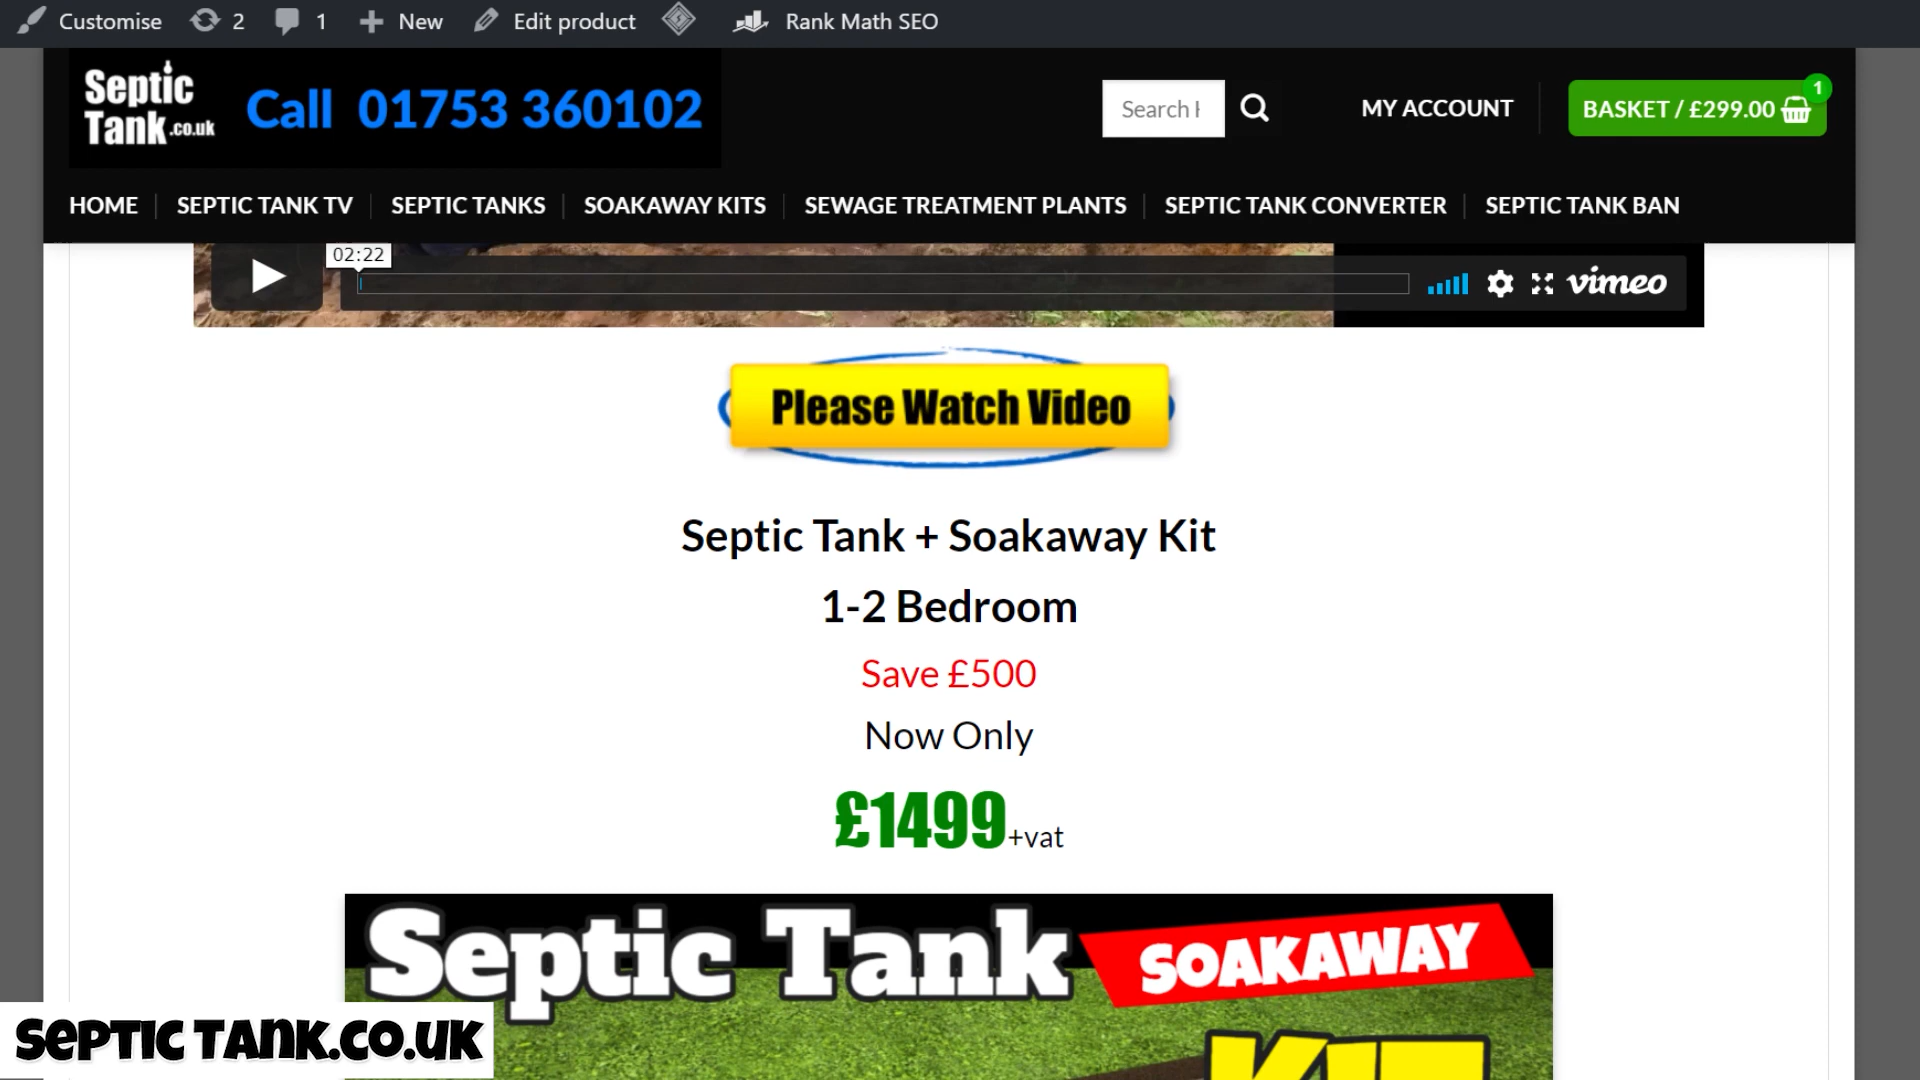 Customise 2 1 New Edit product Rank Math SEO
Septic
Tank.co.uk
Call 01753 360102
Search
MY ACCOUNT
BASKET / £299.00
1
HOME SEPTIC TANK TV SEPTIC TANKS SOAKAWAY KITS SEWAGE TREATMENT PLANTS SEPTIC TANK CONVERTER SEPTIC TANK BAN
02:22
vimeo
Please Watch Video
Septic Tank + Soakaway Kit
1-2 Bedroom
Save £500
Now Only
£1499+vat
Septic Tank SOAKAWAY
KIT
SEPTIC TANK.CO.UK